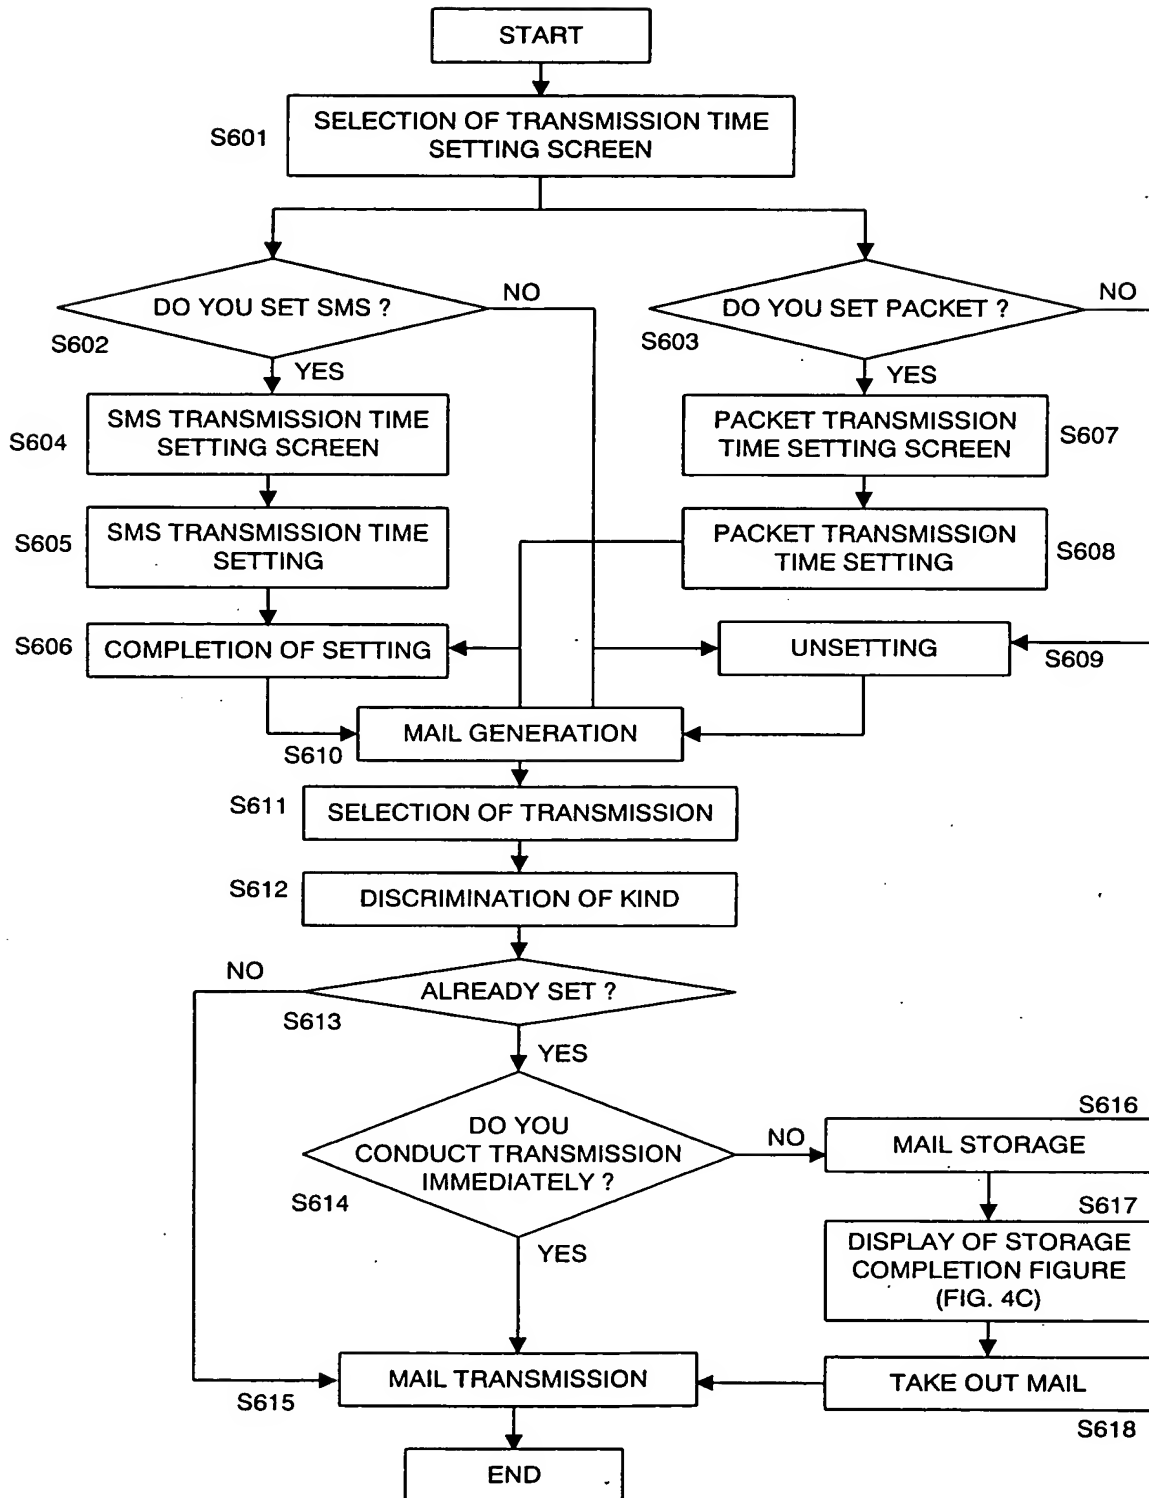 START
S601
SELECTION OF TRANSMISSION TIME
SETTING SCREEN
DO YOU SET SMS ?
NO
S602
YES
DO YOU SET PACKET ?
NO
S603
YES
S604
SMS TRANSMISSION TIME
SETTING SCREEN
PACKET TRANSMISSION
TIME SETTING SCREEN
S607
S605
SMS TRANSMISSION TIME
SETTING
PACKET TRANSMISSION
TIME SETTING
S608
S606
COMPLETION OF SETTING
UNSETTING
S609
MAIL GENERATION
S610
S611
SELECTION OF TRANSMISSION
S612
DISCRIMINATION OF KIND
NO
ALREADY SET ?
S613
YES
DO YOU
CONDUCT TRANSMISSION
IMMEDIATELY ?
NO
S614
YES
S616
MAIL STORAGE
S617
DISPLAY OF STORAGE
COMPLETION FIGURE
(FIG. 4C)
MAIL TRANSMISSION
S615
TAKE OUT MAIL
S618
END